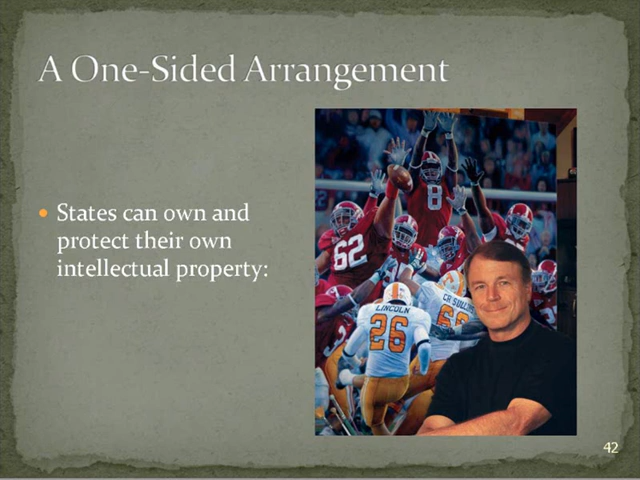 A One-Sided Arrangement
States can own and
protect their own
intellectual property:
8
62
LINCOLN
26
42